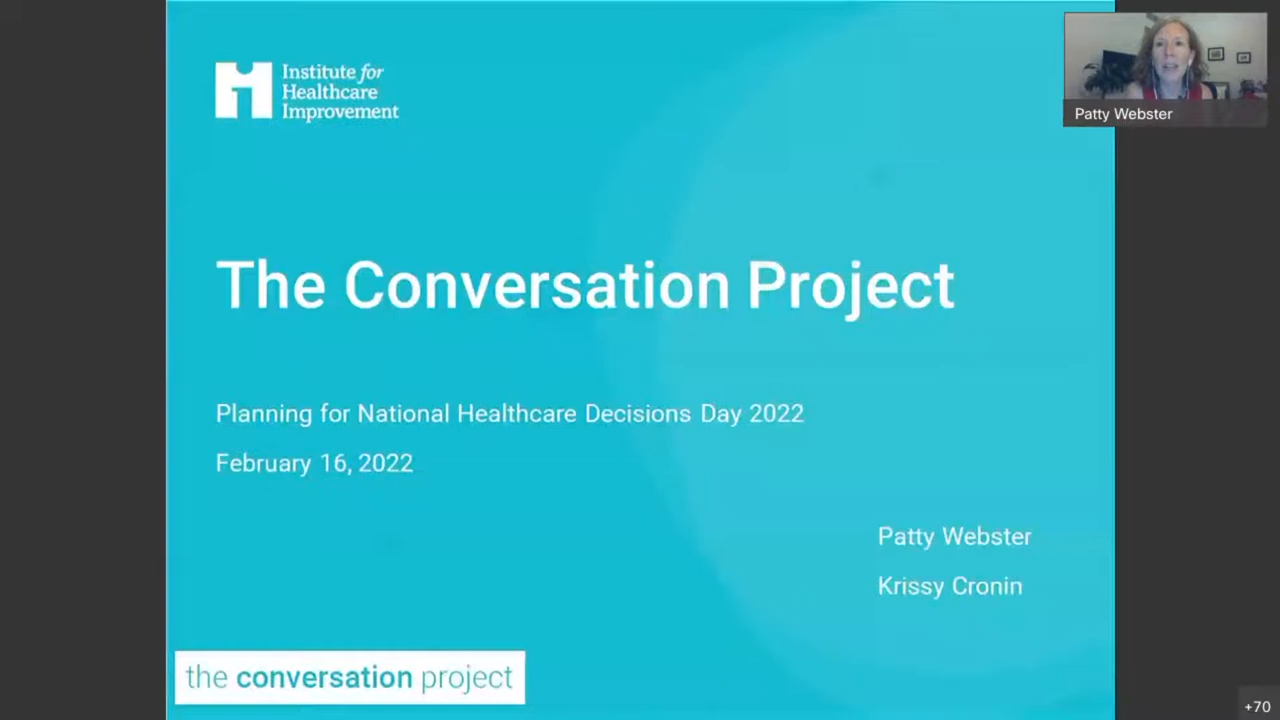 Institute for
Healthcare
Improvement
Patty Webster
The Conversation Project
Planning for National Healthcare Decisions Day 2022
February 16, 2022
Patty Webster
Krissy Cronin
the conversation project
+70